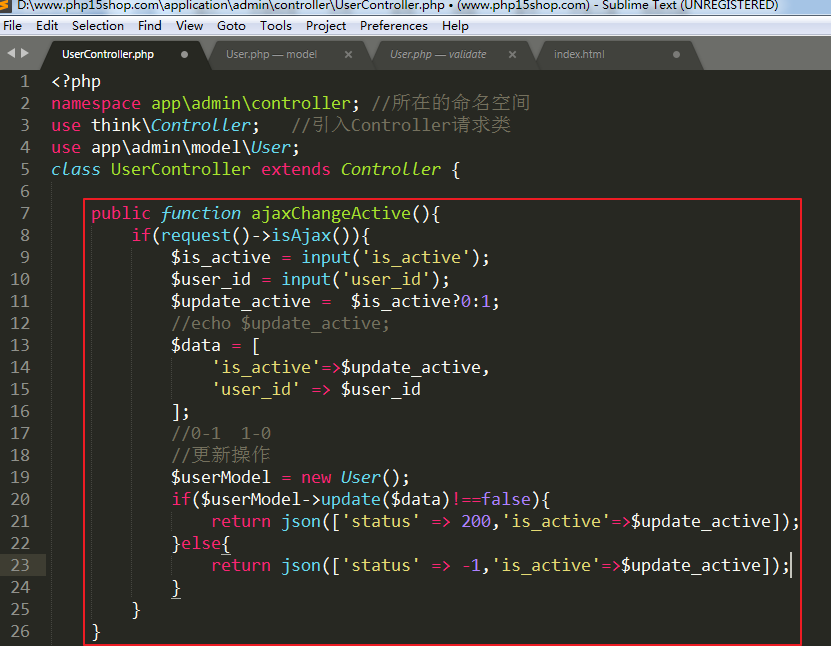 D:\www.php15shop.com\application\admin\controller\UserController.php • (www.php15shop.com) - Sublime Text (UNREGISTERED)
File Edit Selection Find View Goto Tools Project Preferences Help
UserController.php User.php — model User.php — validate index.html
1 <?php
2 namespace app\admin\controller; //所在的命名空间
3 use think\Controller;   //引入Controller请求类
4 use app\admin\model\User;
5 class UserController extends Controller {
6
7     public function ajaxChangeActive(){
8         if(request()->isAjax()){
9             $is_active = input('is_active');
10             $user_id = input('user_id');
11             $update_active =  $is_active?0:1;
12             //echo $update_active;
13             $data = [
14                 'is_active'=>$update_active,
15                 'user_id' => $user_id
16             ];
17             //0-1  1-0
18             //更新操作
19             $userModel = new User();
20             if($userModel->update($data)!==false){
21                 return json(['status' => 200,'is_active'=>$update_active]);
22             }else{
23                 return json(['status' => -1,'is_active'=>$update_active]);
24             }
25         }
26     }